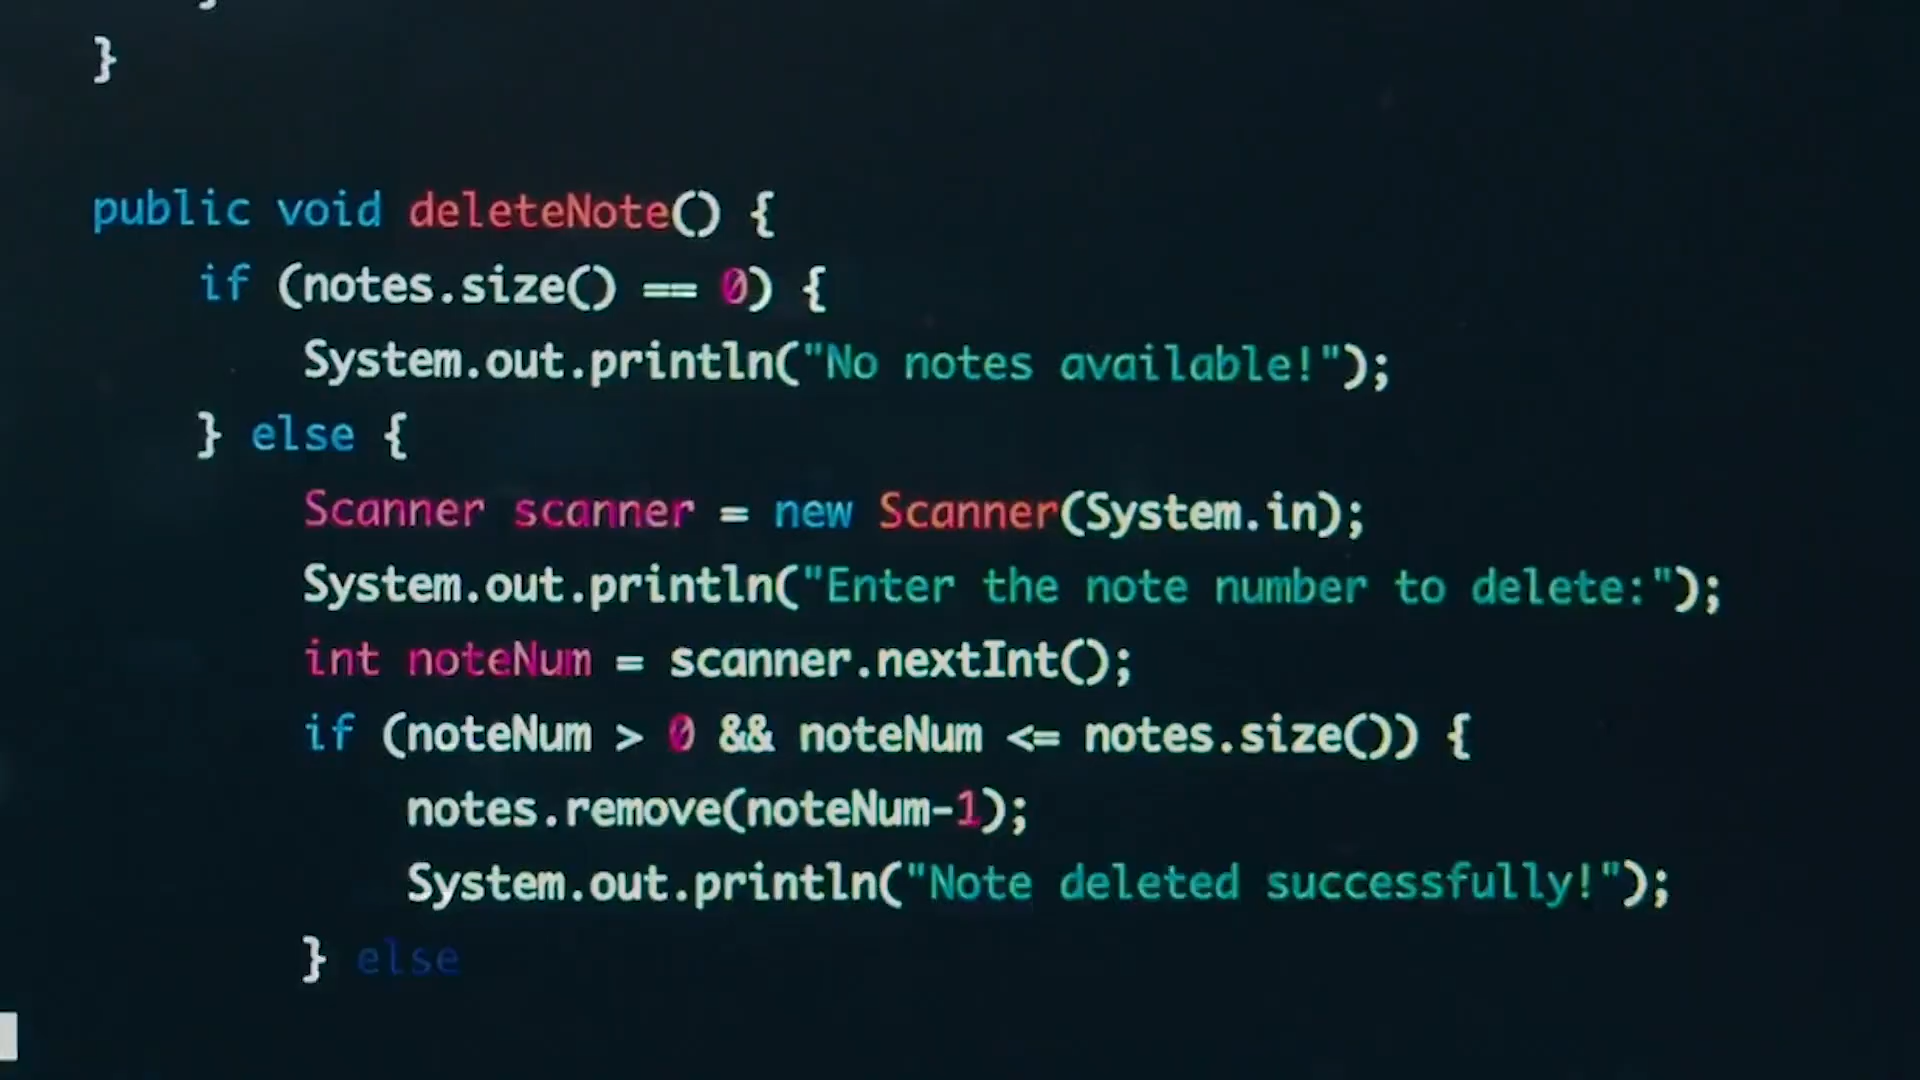 }
}
public void deleteNote() {
if (notes.size() == 0) {
System.out.println("No notes available!");
} else {
Scanner scanner = new Scanner(System.in);
System.out.println("Enter the note number to delete:");
int noteNum = scanner.nextInt();
if (noteNum > 0 && noteNum <= notes.size()) {
notes.remove(noteNum-1);
System.out.println("Note deleted successfully!");
} else